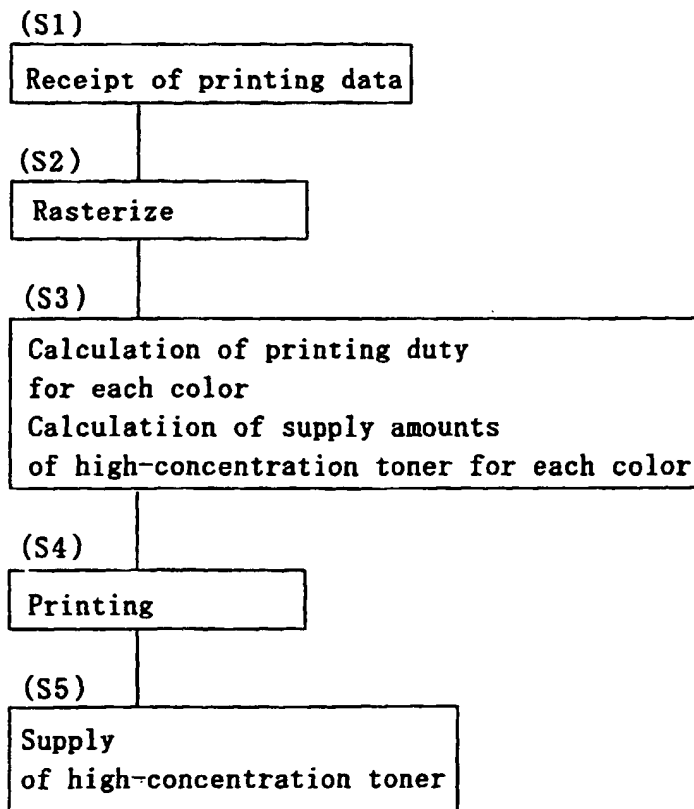 (S1)
Receipt of printing data
(S2)
Rasterize
(S3)
Calculation of printing duty
for each color
Calculatiion of supply amounts
of high-concentration toner for each color
(S4)
Printing
(S5)
Supply
of high-concentration toner